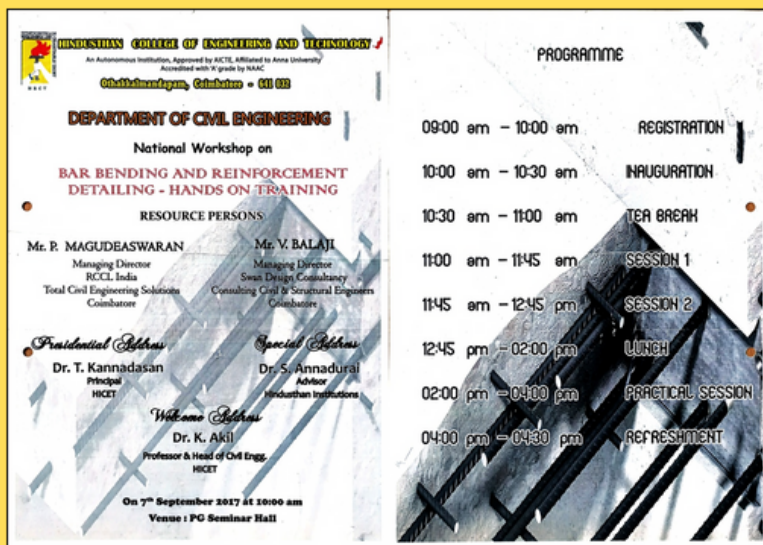 HICET
HINDUSTHAN COLLEGE OF ENGINEERING AND TECHNOLOGY
An Autonomous Institution, Approved by AICTE, Affiliated to Anna University
Accredited with 'A' grade by NAAC
Othakkalmandapam, Coimbatore - 641 032
DEPARTMENT OF CIVIL ENGINEERING
National Workshop on
BAR BENDING AND REINFORCEMENT
DETAILING - HANDS ON TRAINING
RESOURCE PERSONS
Mr. P. MAGUDEASWARAN
Managing Director
RCCL India
Total Civil Engineering Solutions
Coimbatore
Mr. V. BALAJI
Managing Director
Swan Design Consultancy
Consulting Civil & Structural Engineers
Coimbatore
Presidential Address
Dr. T. Kannadasan
Principal
HICET
Special Address
Dr. S. Annadurai
Advisor
Hindusthan Institutions
Welcome Address
Dr. K. Akil
Professor & Head of Civil Engg.
HICET
On 7th September 2017 at 10:00 am
Venue : PG Seminar Hall
PROGRAMME
09:00 am - 10:00 am REGISTRATION
10:00 am - 10:30 am INAUGURATION
10:30 am - 11:00 am TEA BREAK
11:00 am - 11:45 am SESSION 1
11:45 am - 12:45 pm SESSION 2
12:45 pm - 02:00 pm LUNCH
02:00 pm - 04:00 pm PRACTICAL SESSION
04:00 pm - 04:30 pm REFRESHMENT